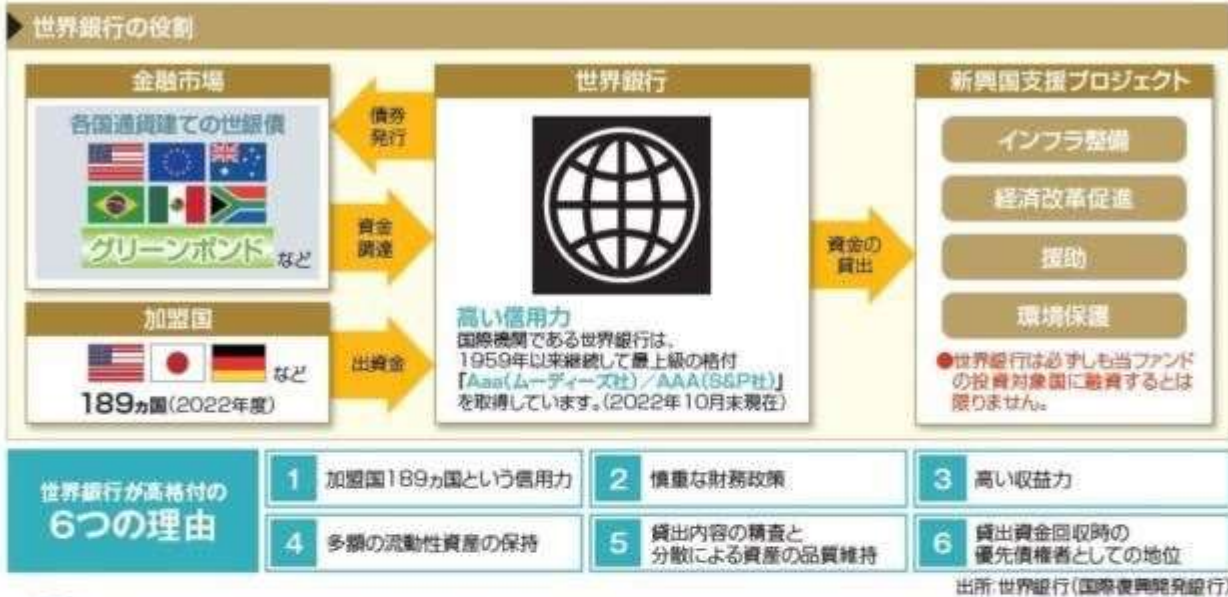 世界銀行の役割
金融市場
各国通貨建ての世銀債
グリーンボンド など
加盟国
など
189ヵ国(2022年度)
債券
発行
資金
調達
出資金
世界銀行
高い信用力
国際機関である世界銀行は、
1959年以来継続して最上級の格付
「Aaa(ムーディーズ社)/AAA(S&P社)」
を取得しています。(2022年10月末現在)
資金の
貸出
新興国支援プロジェクト
インフラ整備
経済改革促進
援助
環境保護
●世界銀行は必ずしも当ファンド
の投資対象国に融資するとは
限りません。
世界銀行が高格付の
6つの理由
1 加盟国189ヵ国という信用力
2 慎重な財務政策
3 高い収益力
4 多額の流動性資産の保持
5 貸出内容の精査と
分散による資産の品質維持
6 貸出資金回収時の
優先債権者としての地位
出所:世界銀行(国際復興開発銀行)